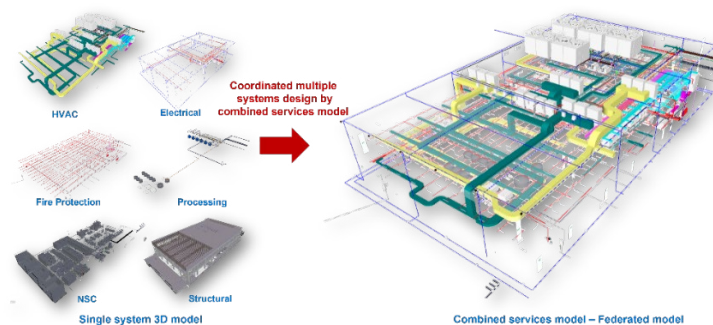 HVAC
Electrical
Coordinated multiple
systems design by
combined services model
Fire Protection
Processing
NSC
Structural
Single system 3D model
Combined services model – Federated model